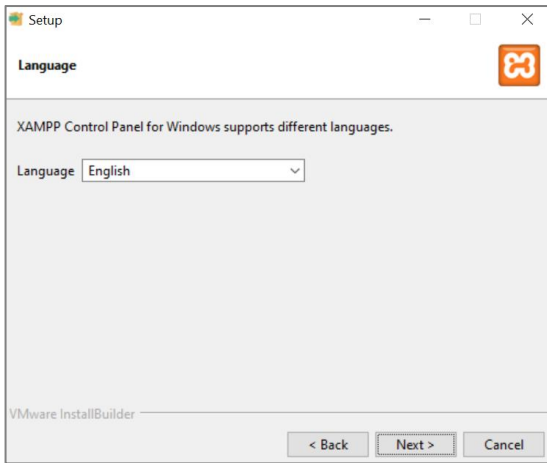 Setup
Language
XAMPP Control Panel for Windows supports different languages.
Language English
VMware InstallBuilder
< Back Next > Cancel